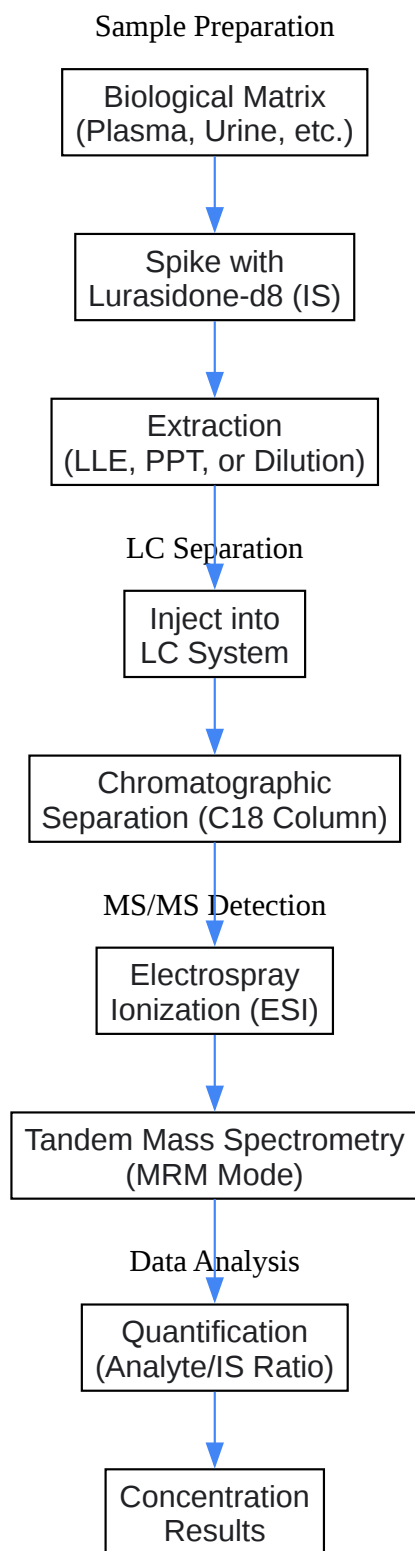 Sample Preparation
Biological Matrix
(Plasma, Urine, etc.)
Spike with
Lurasidone-d8 (IS)
Extraction
(LLE, PPT, or Dilution)
LC Separation
Inject into
LC System
Chromatographic
Separation (C18 Column)
MS/MS Detection
Electrospray
Ionization (ESI)
Tandem Mass Spectrometry
(MRM Mode)
Data Analysis
Quantification
(Analyte/IS Ratio)
Concentration
Results